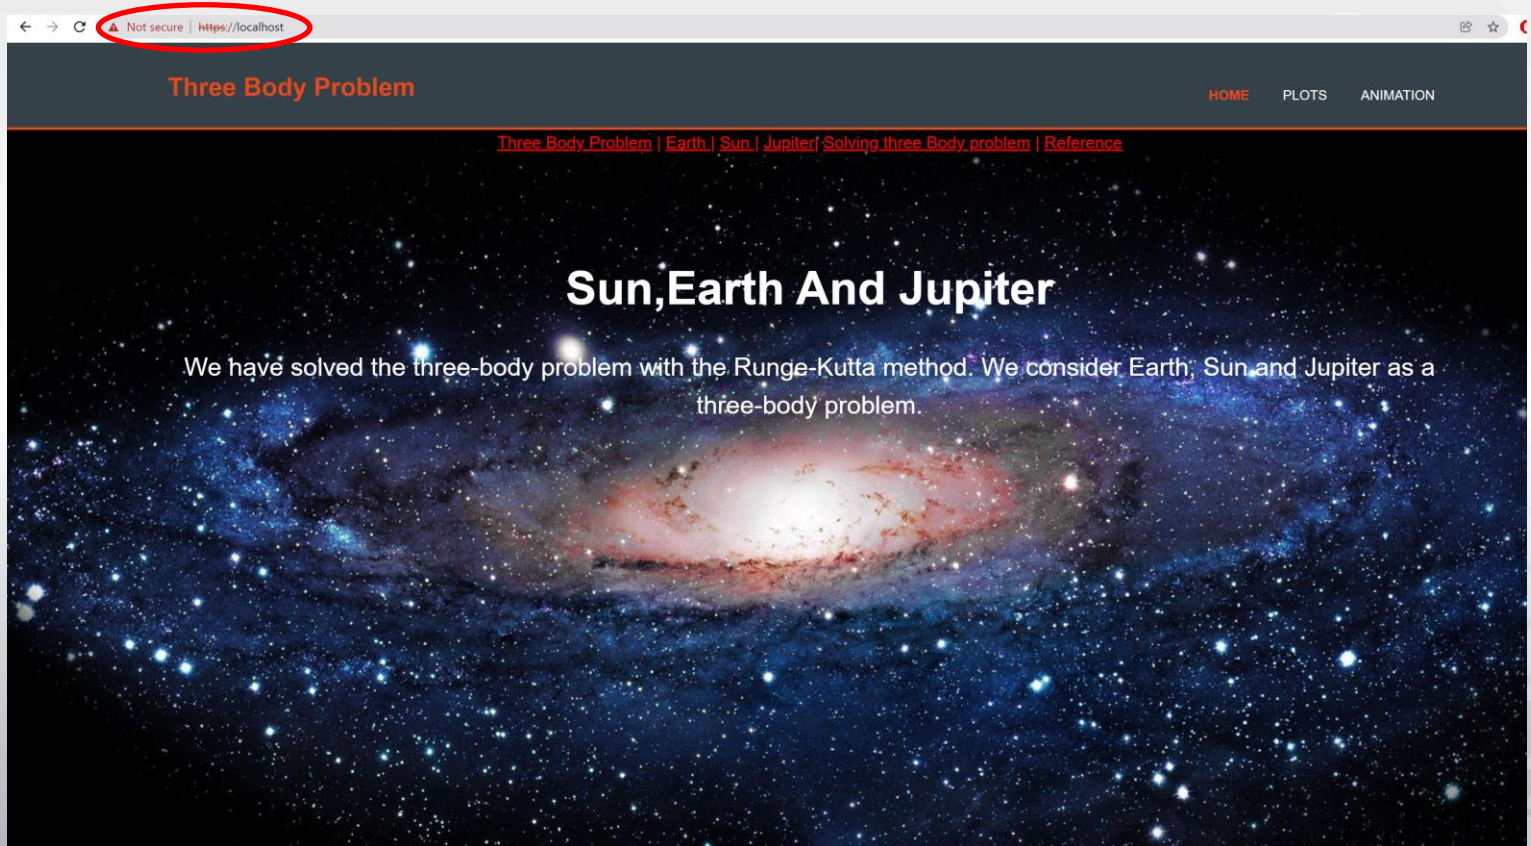 Not secure | https://localhost
Three Body Problem
HOME PLOTS ANIMATION
Three Body Problem | Earth | Sun | Jupiter| Solving three Body problem | Reference
Sun,Earth And Jupiter
We have solved the three-body problem with the Runge-Kutta method. We consider Earth, Sun and Jupiter as a
three-body problem.